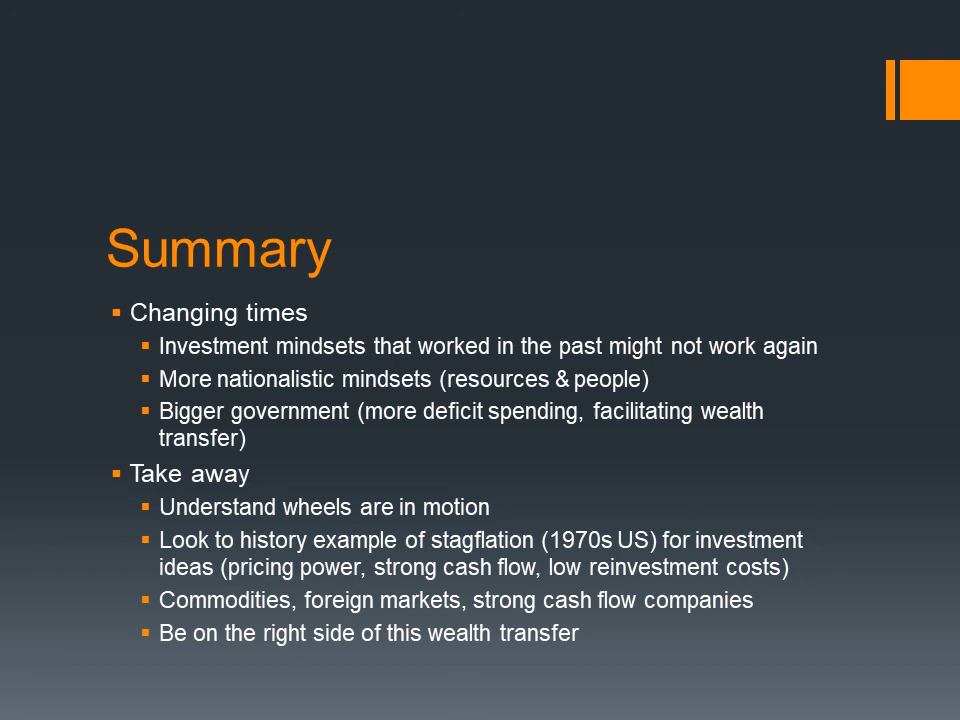 Summary
▪ Changing times
▪ Investment mindsets that worked in the past might not work again
▪ More nationalistic mindsets (resources & people)
▪ Bigger government (more deficit spending, facilitating wealth
transfer)
▪ Take away
▪ Understand wheels are in motion
▪ Look to history example of stagflation (1970s US) for investment
ideas (pricing power, strong cash flow, low reinvestment costs)
▪ Commodities, foreign markets, strong cash flow companies
▪ Be on the right side of this wealth transfer